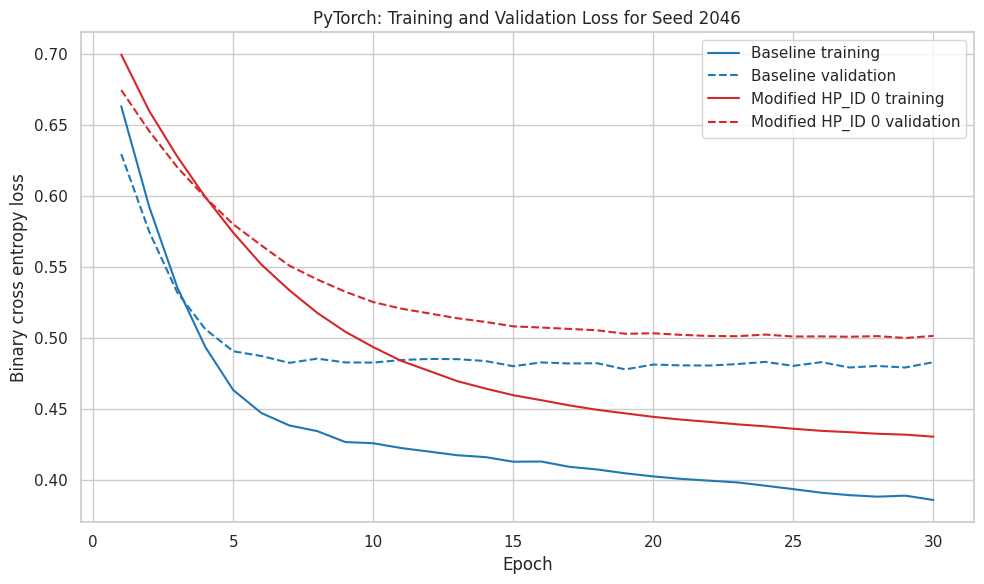 PyTorch: Training and Validation Loss for Seed 2046
Baseline training
Baseline validation
Modified HP_ID 0 training
Modified HP_ID 0 validation
Binary cross entropy loss
0.70
0.65
0.60
0.55
0.50
0.45
0.40
0
5
10
15
20
25
30
Epoch